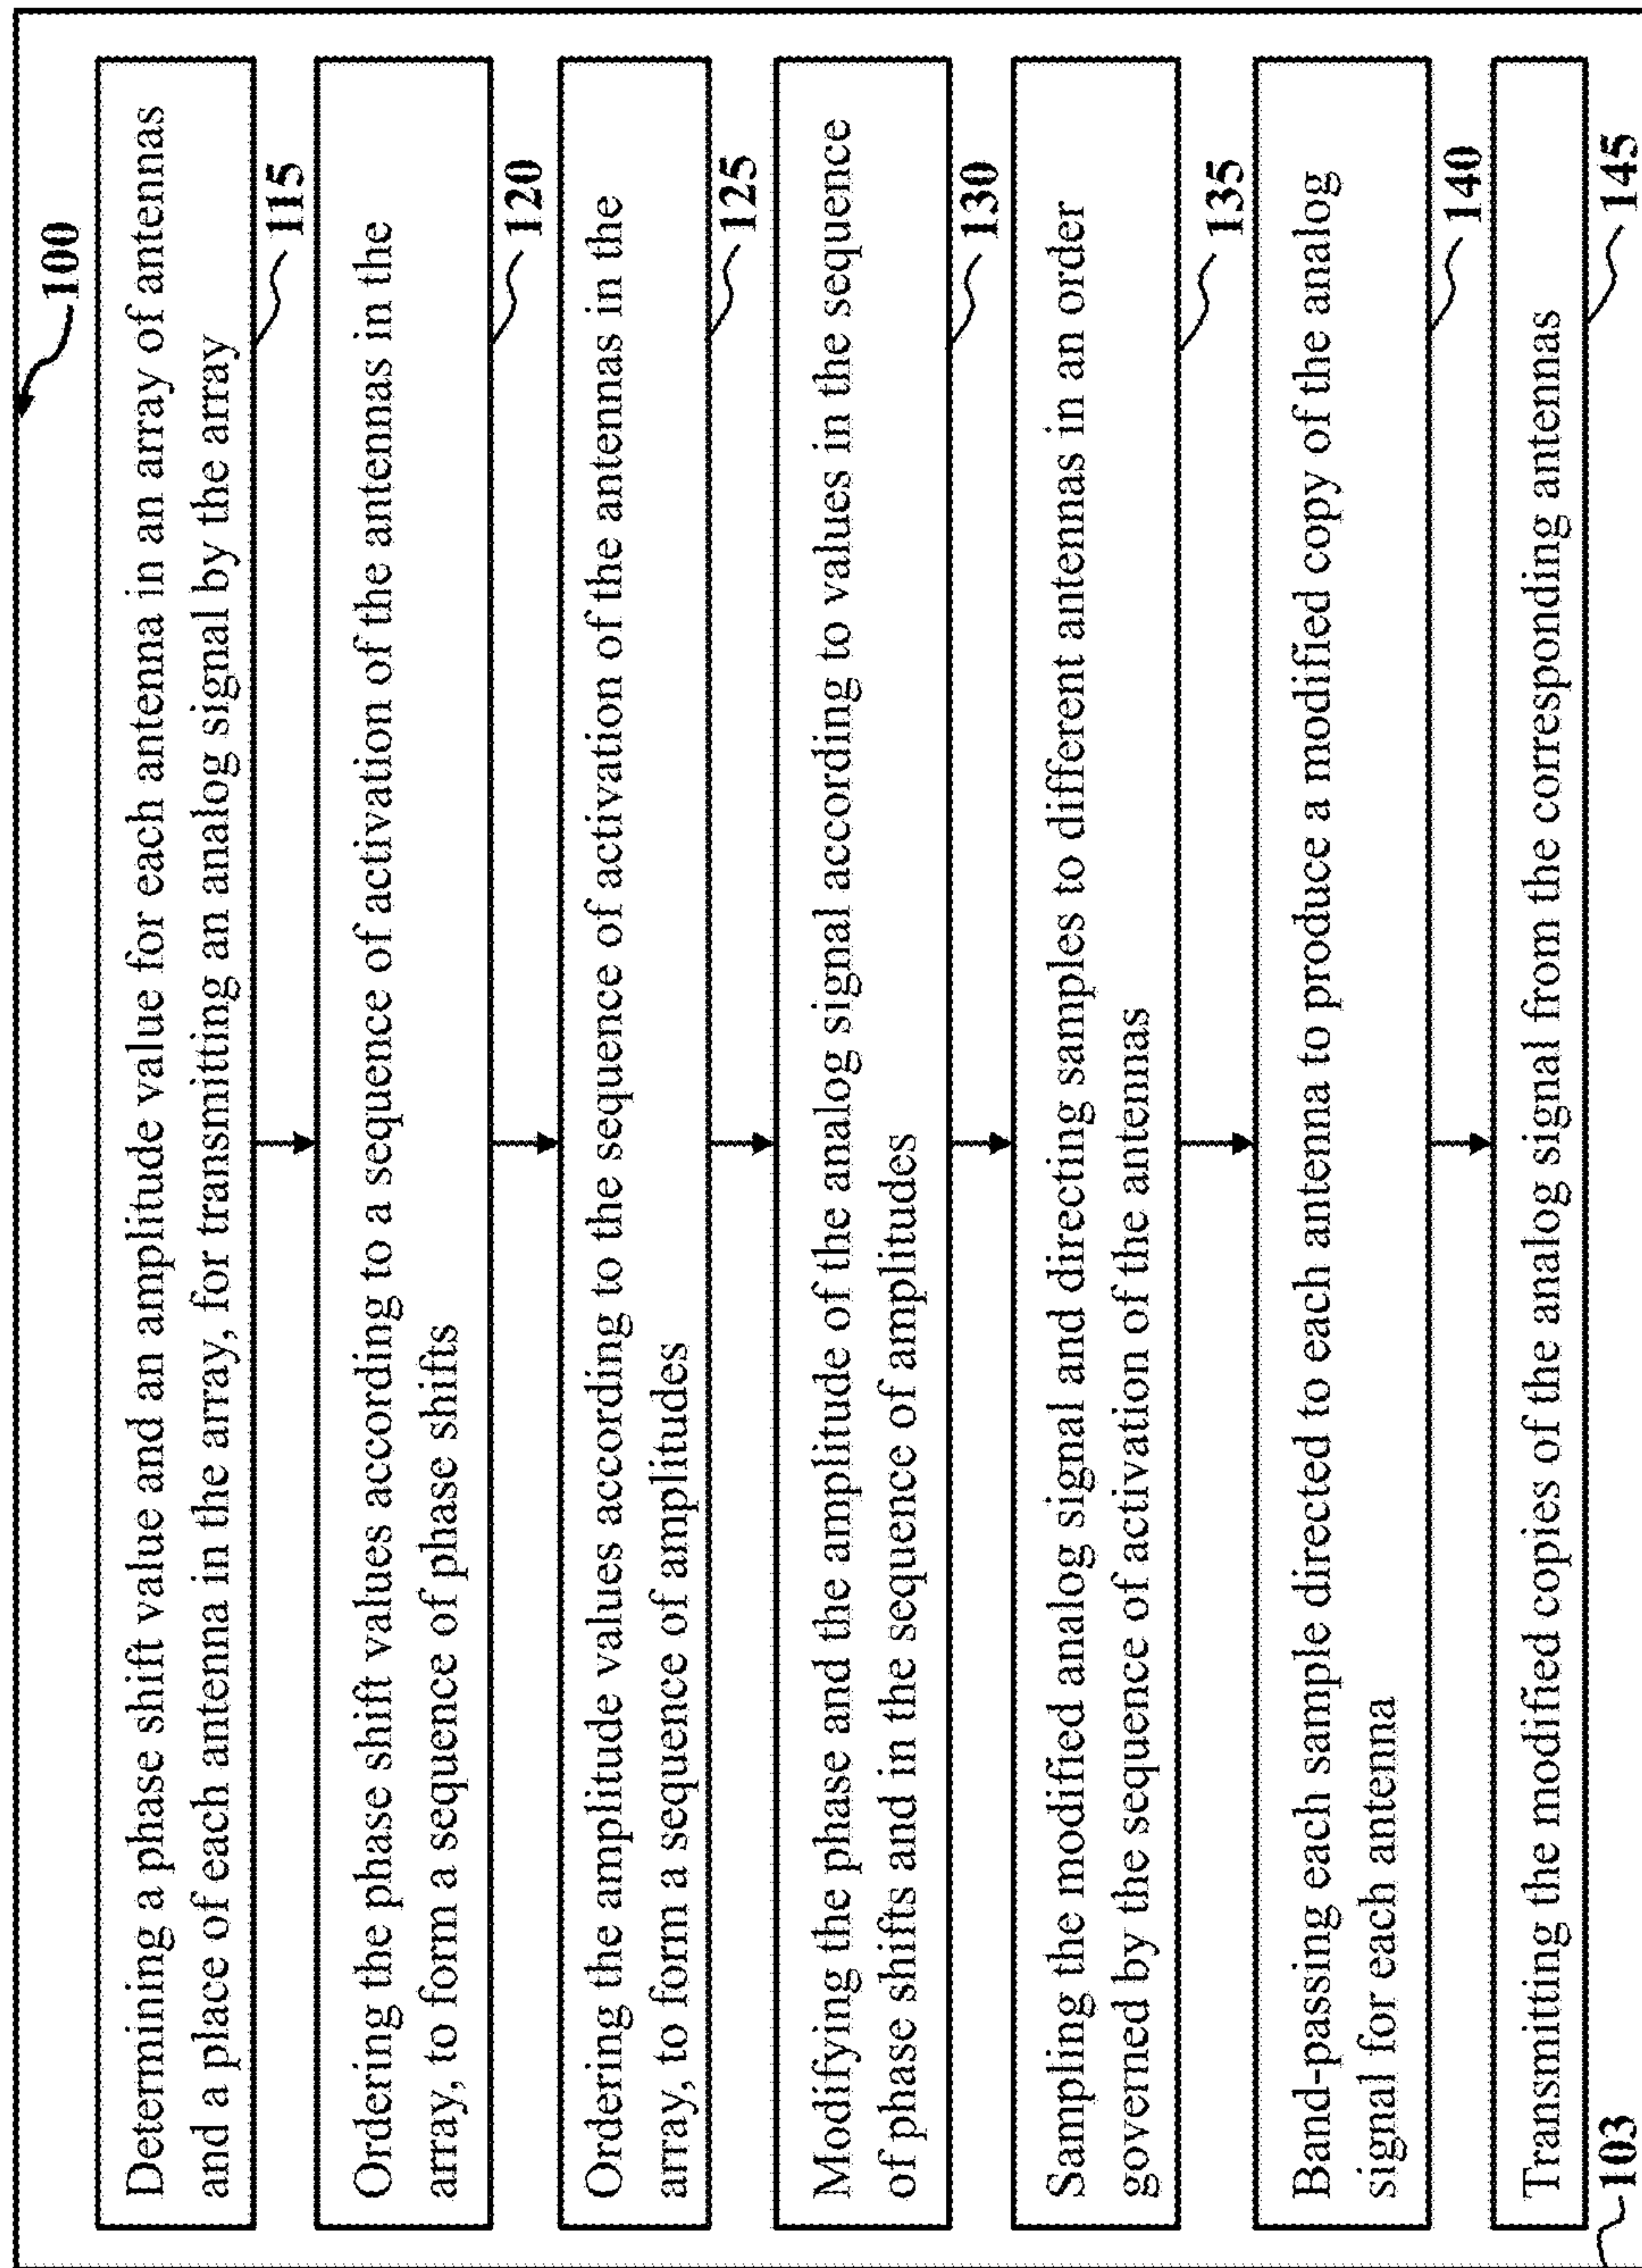 100
Determining a phase shift value and an amplitude value for each antenna in an array of antennas
and a place of each antenna in the array, for transmitting an analog signal by the array
115
Ordering the phase shift values according to a sequence of activation of the antennas in the
array, to form a sequence of phase shifts
120
Ordering the amplitude values according to the sequence of activation of the antennas in the
array, to form a sequence of amplitudes
125
Modifying the phase and the amplitude of the analog signal according to values in the sequence
of phase shifts and in the sequence of amplitudes
130
Sampling the modified analog signal and directing samples to different antennas in an order
governed by the sequence of activation of the antennas
135
Band-passing each sample directed to each antenna to produce a modified copy of the analog
signal for each antenna
140
Transmitting the modified copies of the analog signal from the corresponding antennas
145
103